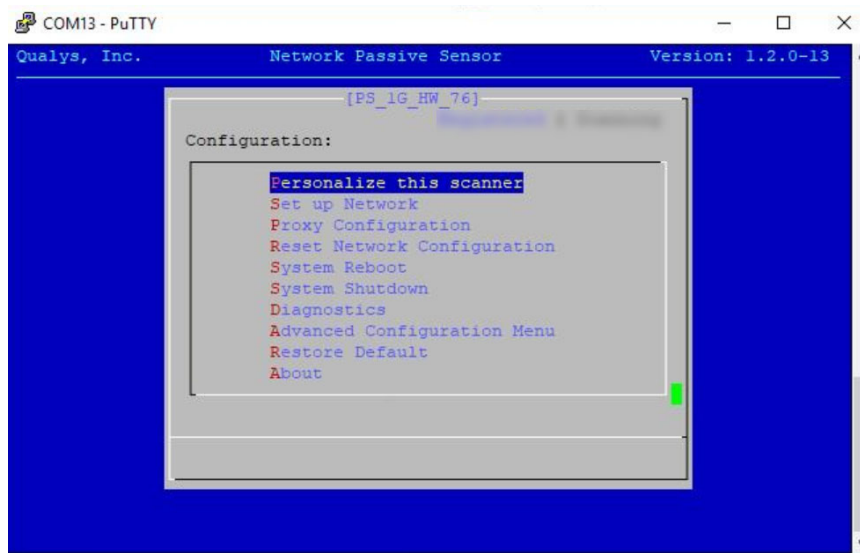 COM13 - PuTTY
Qualys, Inc. Network Passive Sensor Version: 1.2.0-13
[PS_1G_HW_76]
Configuration:
Personalize this scanner
Set up Network
Proxy Configuration
Reset Network Configuration
System Reboot
System Shutdown
Diagnostics
Advanced Configuration Menu
Restore Default
About